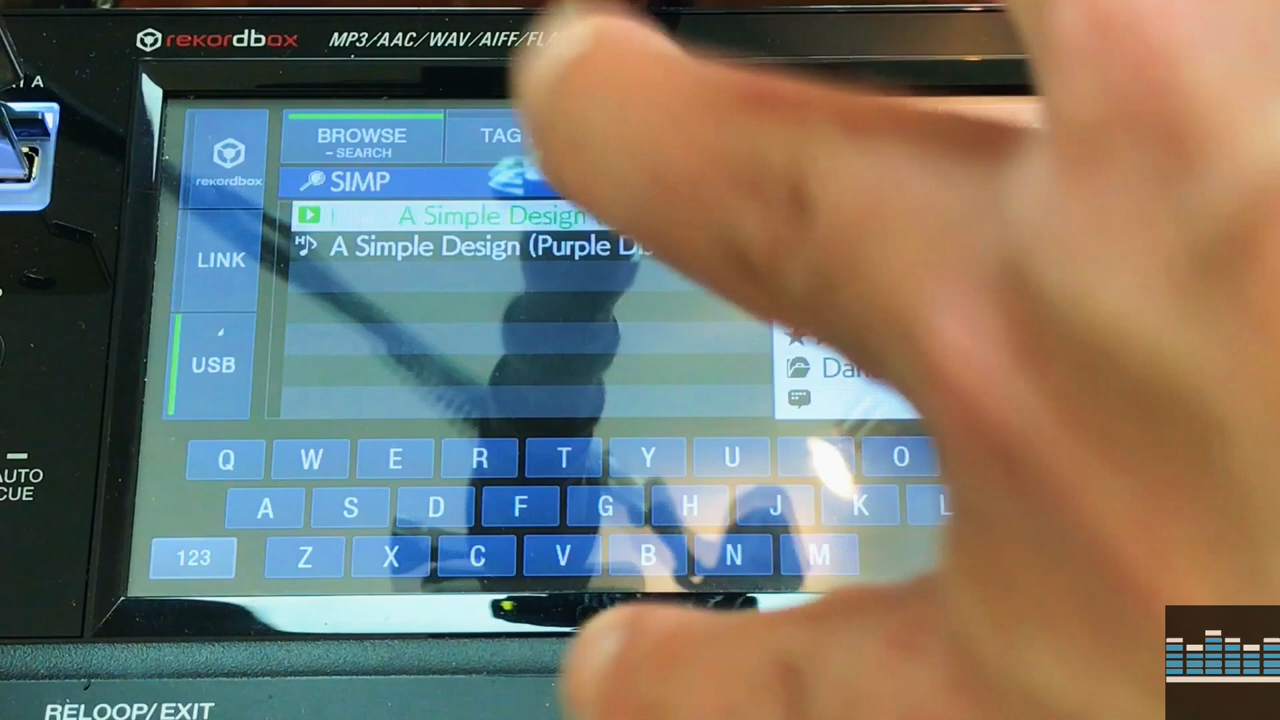 rekordbox MP3/AAC/WAV/AIFF/FLA
A
rekordbox
BROWSE
-SEARCH
TAG
SIMP
A Simple Design
A Simple Design (Purple
LINK
USB
AUTO
CUE
Q W E R T Y U O
A S D F G H J K L
123 Z X C V B N M
RELOOP/EXIT